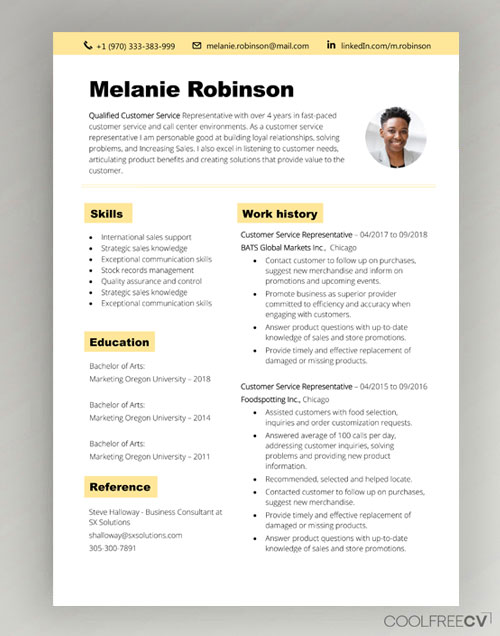 +1 (970) 333-383-999
melanie.robinson@mail.com
in linkedIn.com/m.robinson
Melanie Robinson
Qualified Customer Service Representative with over 4 years in fast-paced
customer service and call center environments. As a customer service
representative I am personable good at building loyal relationships, solving
problems, and Increasing Sales. I also excel in listening to customer needs,
articulating product benefits and creating solutions that provide value to the
customer.
Skills
• International sales support
• Strategic sales knowledge
• Exceptional communication skills
• Stock records management
• Quality assurance and control
• Strategic sales knowledge
• Exceptional communication skills
Education
Bachelor of Arts:
Marketing Oregon University – 2018
Bachelor of Arts:
Marketing Oregon University – 2014
Bachelor of Arts:
Marketing Oregon University – 2011
Reference
Steve Halloway - Business Consultant at
SX Solutions
shalloway@sxsolutions.com
305-300-7891
Work history
Customer Service Representative – 04/2017 to 09/2018
BATS Global Markets Inc., Chicago
• Contact customer to follow up on purchases,
suggest new merchandise and inform on
promotions and upcoming events.
• Promote business as superior provider
committed to efficiency and accuracy when
engaging with customers.
• Answer product questions with up-to-date
knowledge of sales and store promotions.
• Provide timely and effective replacement of
damaged or missing products.
Customer Service Representative – 04/2015 to 09/2016
Foodspotting Inc., Chicago
• Assisted customers with food selection,
inquiries and order customization requests.
• Answered average of 100 calls per day,
addressing customer inquiries, solving
problems and providing new product
information.
• Recommended, selected and helped locate.
• Contacted customer to follow up on purchases,
suggest new merchandise.
• Provide timely and effective replacement of
damaged or missing products.
• Answer product questions with up-to-date
knowledge of sales and store promotions.
COOLFREECV